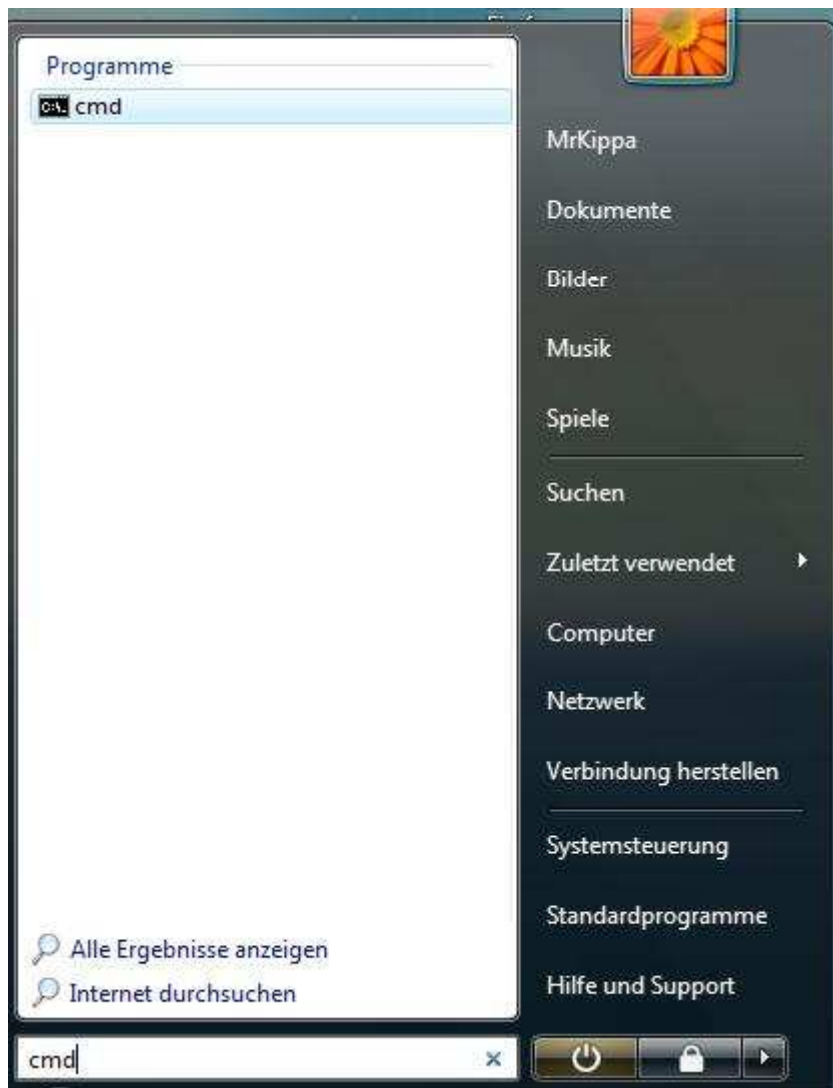 Programme
cmd
Alle Ergebnisse anzeigen
Internet durchsuchen
cmd
MrKippa
Dokumente
Bilder
Musik
Spiele
Suchen
Zuletzt verwendet
Computer
Netzwerk
Verbindung herstellen
Systemsteuerung
Standardprogramme
Hilfe und Support